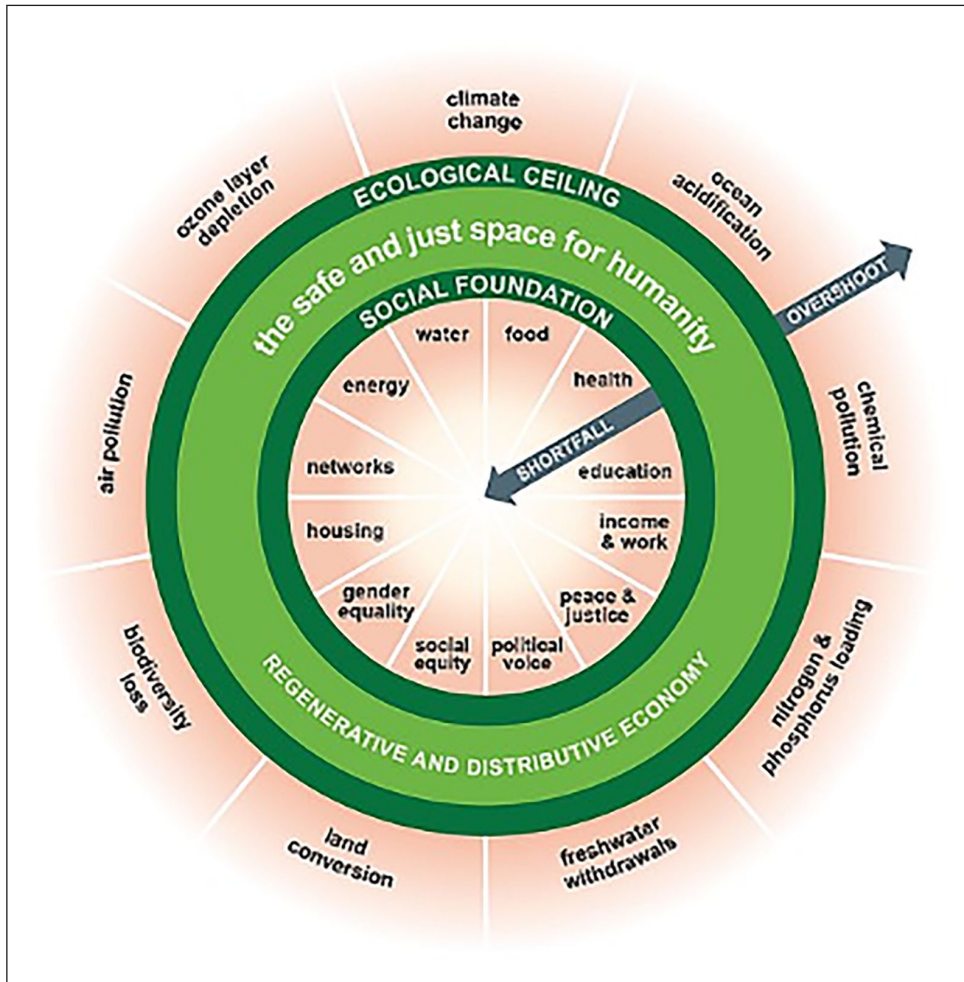 climate
change
ocean
acidification
chemical
pollution
nitrogen &
phosphorus loading
freshwater
withdrawals
land
conversion
biodiversity
loss
air pollution
ozone layer
depletion
ECOLOGICAL CEILING
the safe and just space for humanity
SOCIAL FOUNDATION
OVERSHOOT
SHORTFALL
water
food
health
education
income
& work
peace &
justice
political
voice
social
equity
gender
equality
housing
networks
energy
REGENERATIVE AND DISTRIBUTIVE ECONOMY